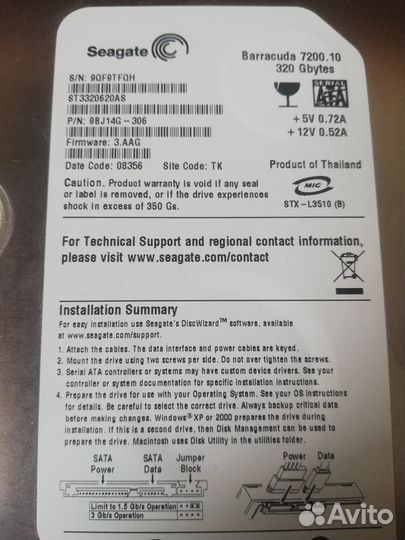 Seagate
Barracuda 7200.10
320 Gbytes
S/N: 9QF9TFQH
ST3320620AS
SERIAL
SATA
P/N: 9BJ14G-306
+5V 0.72A
+12V 0.52A
Firmware: 3.AAG
Date Code: 08356
Site Code: TK
Product of Thailand
Caution. Product warranty is void if any seal
or label is removed, or if the drive experiences
shock in excess of 350 Gs.
MIC
STX-L3510 (B)
For Technical Support and regional contact information,
please visit www.seagate.com/contact
Installation Summary
For easy installation use Seagate's DiscWizard™ software, available
at www.seagate.com/support.
1. Attach the cables. The data interface and power cables are keyed.
2. Mount the drive using two screws per side. Do not over tighten the screws.
3. Serial ATA controllers or systems may have custom device drivers. See your
controller or system documentation for specific installation instructions.
4. Prepare the drive for use with your Operating System. See your OS instructions
for details. Be careful to select the correct drive. Always backup critical data
before making changes. Windows® XP or 2000 prepares the drive during
installation. If this is a second drive, then Disk Management can be used to
prepare the drive. Macintosh uses Disk Utility in the utilities folder.
SATA Power
SATA Data
Jumper Block
Power
Data
Limit to 1.5 Gb/s Operation
3 Gb/s Operation
Avito